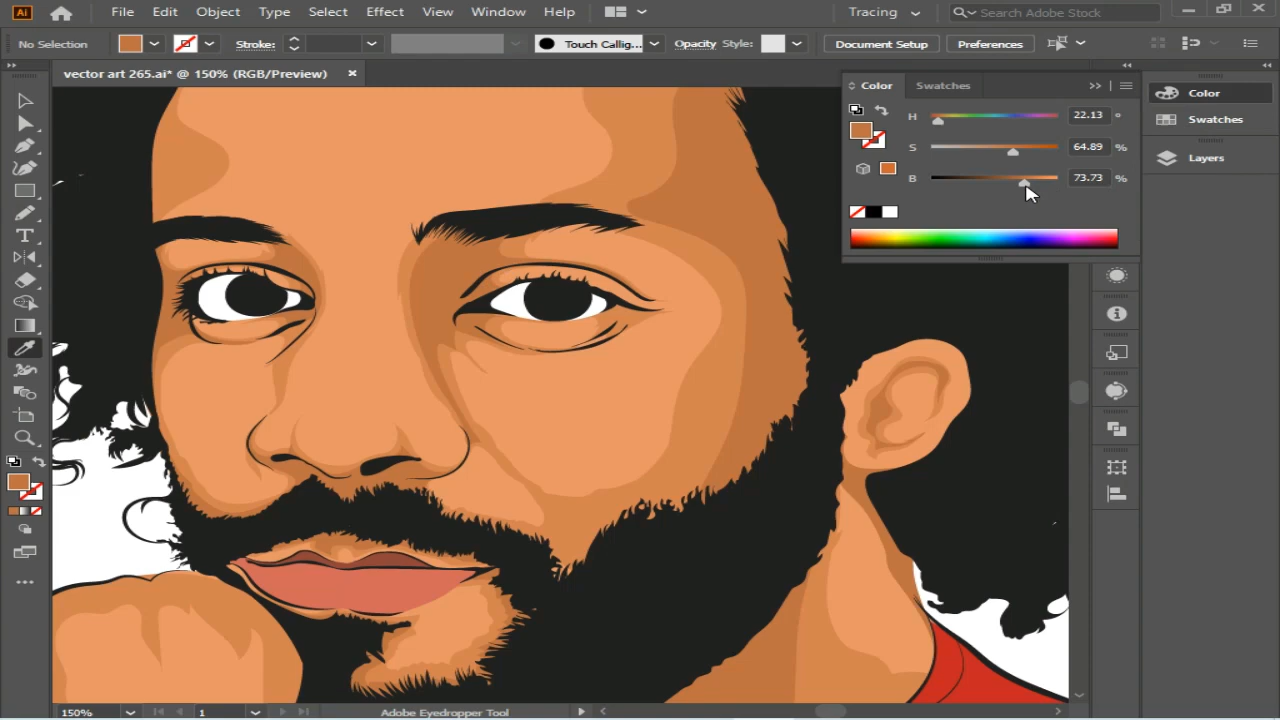 Ai File Edit Object Type Select Effect View Window Help Tracing Search Adobe Stock
No Selection Stroke: Touch Callig... Opacity Style: Document Setup Preferences
vector art 265.ai* @ 150% (RGB/Preview)
Color Swatches
H 22.13 °
S 64.89 %
B 73.73 %
Color
Swatches
Layers
150% 1 Adobe Eyedropper Tool